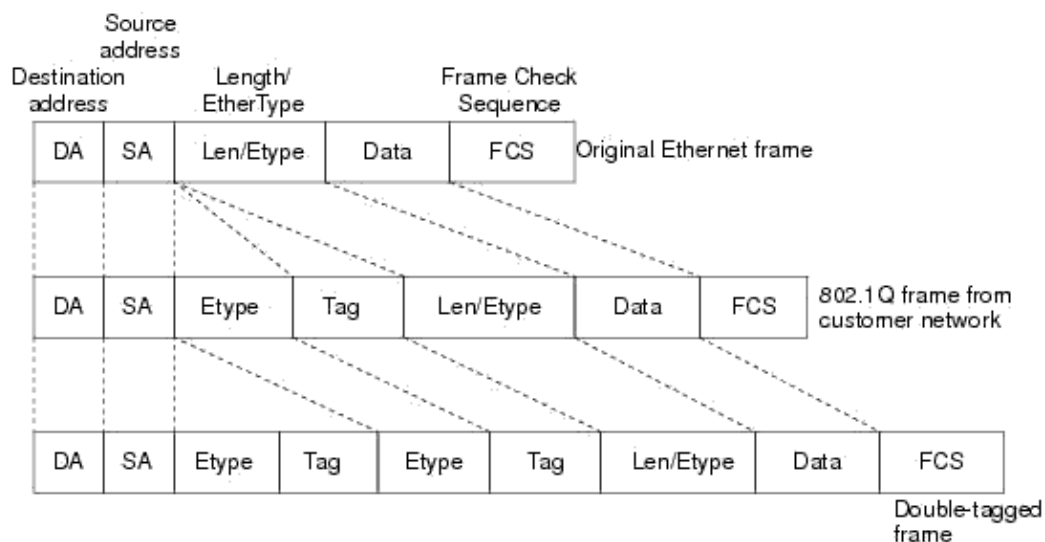 Source
address
Destination
address
Length/
EtherType
Frame Check
Sequence
DA SA Len/Etype Data FCS Original Ethernet frame
DA SA Etype Tag Len/Etype Data FCS 802.1Q frame from
customer network
DA SA Etype Tag Etype Tag Len/Etype Data FCS
Double-tagged
frame